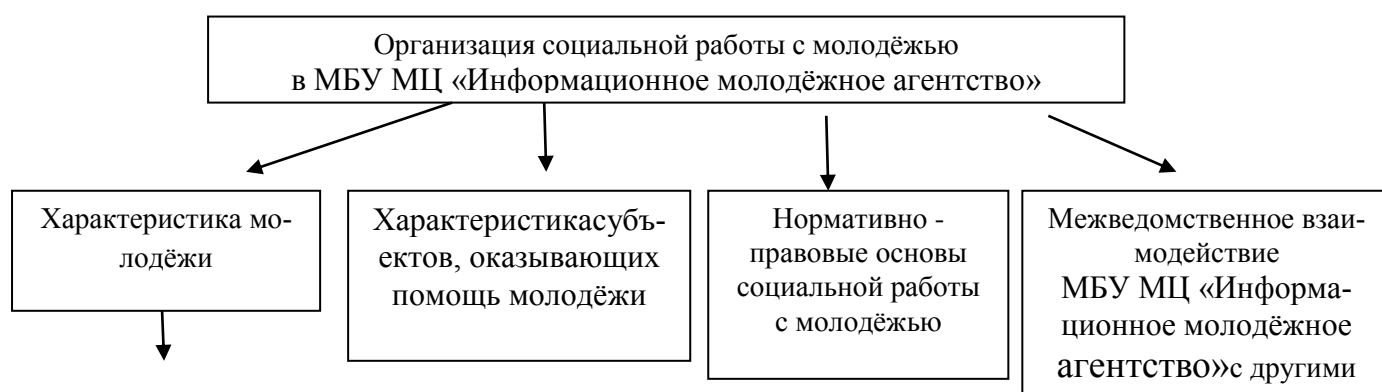 Организация социальной работы с молодёжью
в МБУ МЦ «Информационное молодёжное агентство»
Характеристика мо-
лодёжи
Характеристикасубъ-
ектов, оказывающих
помощь молодёжи
Нормативно -
правовые основы
социальной работы
с молодёжью
Межведомственное взаи-
модействие
МБУ МЦ «Информа-
ционное молодёжное
агентство»с другими